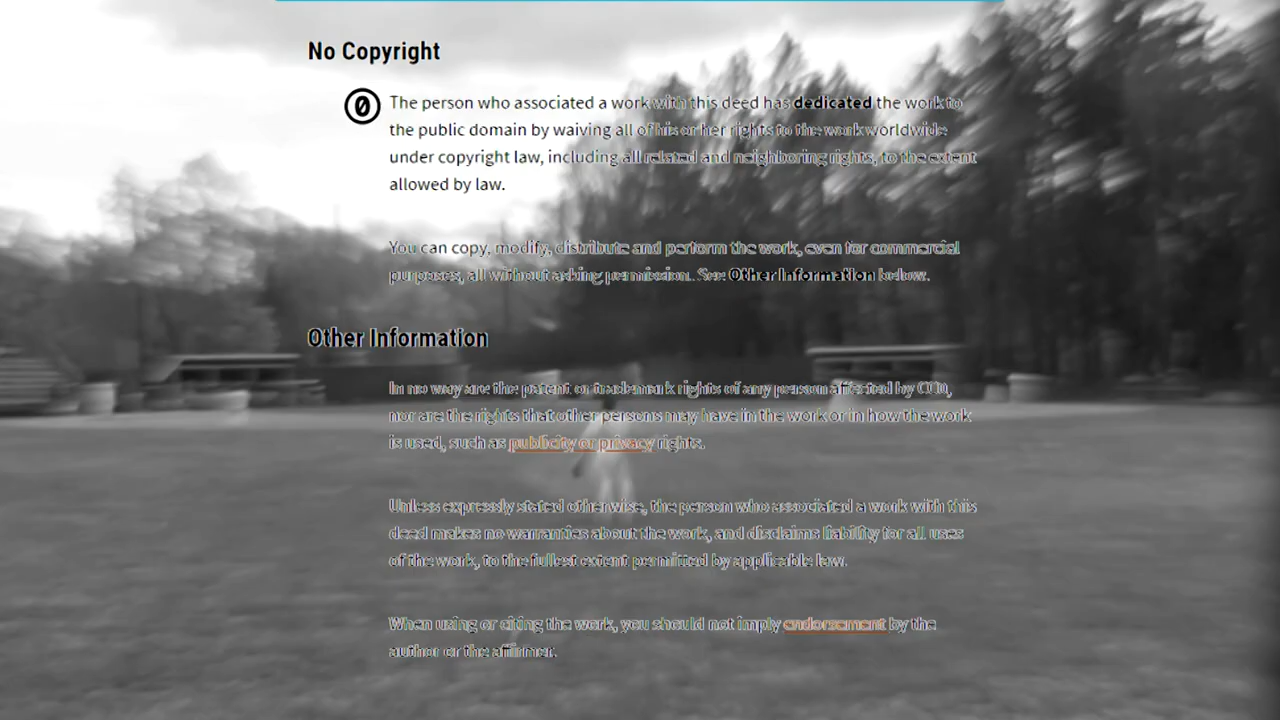 No Copyright
The person who associated a work with this deed has dedicated the work to
the public domain by waiving all of his or her rights to the work worldwide
under copyright law, including all related and neighboring rights, to the extent
allowed by law.
You can copy, modify, distribute and perform the work, even for commercial
purposes, all without asking permission. See Other Information below.
Other Information
In no way are the patent or trademark rights of any person affected by CC0,
nor are the rights that other persons may have in the work or in how the work
is used, such as publicity or privacy rights.
Unless expressly stated otherwise, the person who associated a work with this
deed makes no warranties about the work, and disclaims liability for all uses
of the work, to the fullest extent permitted by applicable law.
When using or citing the work, you should not imply endorsement by the
author or the affirmer.